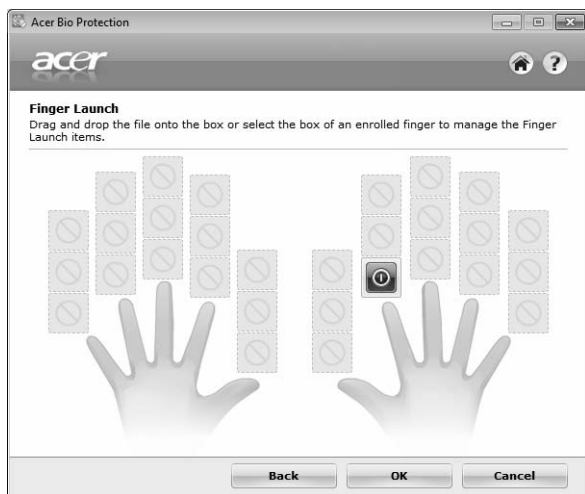 Acer Bio Protection
acer
Finger Launch
Drag and drop the file onto the box or select the box of an enrolled finger to manage the Finger
Launch items.
Back OK Cancel